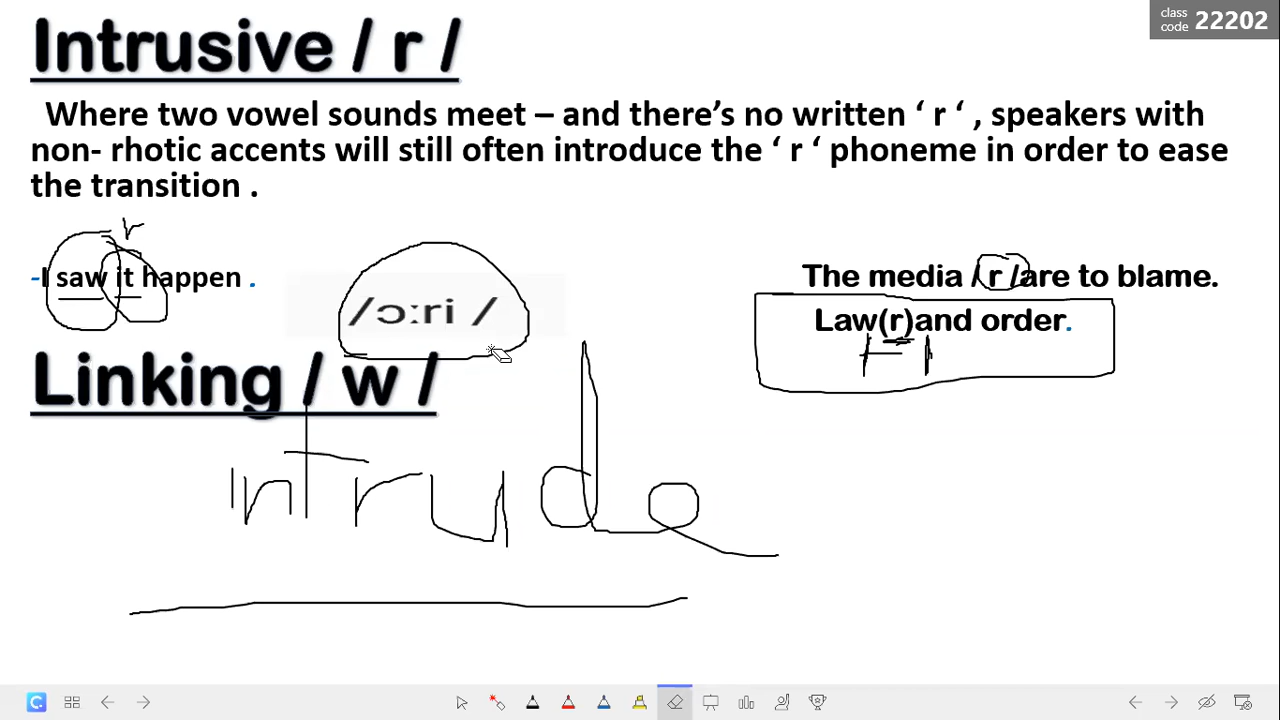 class
code 22202
Intrusive / r /
Where two vowel sounds meet – and there’s no written ‘ r ‘ , speakers with
non- rhotic accents will still often introduce the ‘ r ‘ phoneme in order to ease
the transition .
r
-I saw it happen .
/ɔːri /
The media / r /are to blame.
Law(r)and order.
Linking / w /
intrude